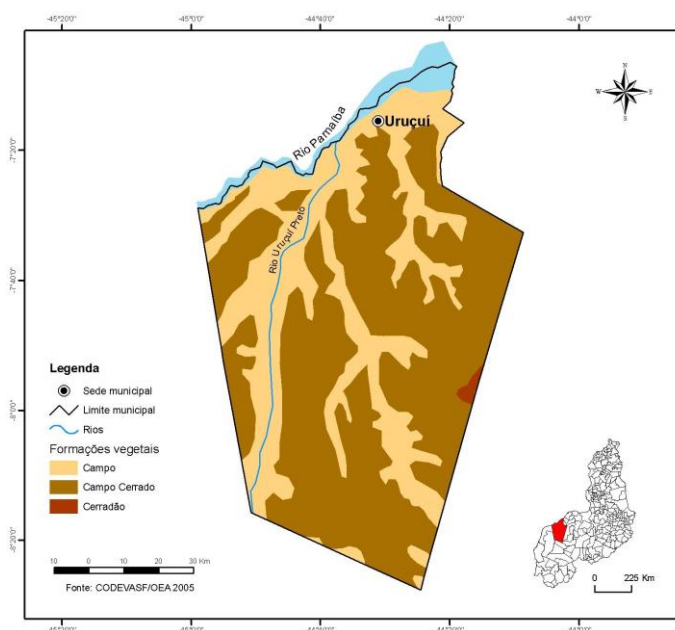 -45°20'0" -45°0'0" -44°40'0" -44°20'0" -44°0'0"
N
W E
S
Uruçuí
Rio Parnaíba
-7°20'0"
Rio Uruçuí Preto
-7°40'0"
Legenda
Sede municipal
Limite municipal
-8°0'0"
Rios
Formações vegetais
Campo
Campo Cerrado
Cerradão
-8°20'0"
10 0 10 20 30 Km
0 225 Km
Fonte: CODEVASF/OEA 2005